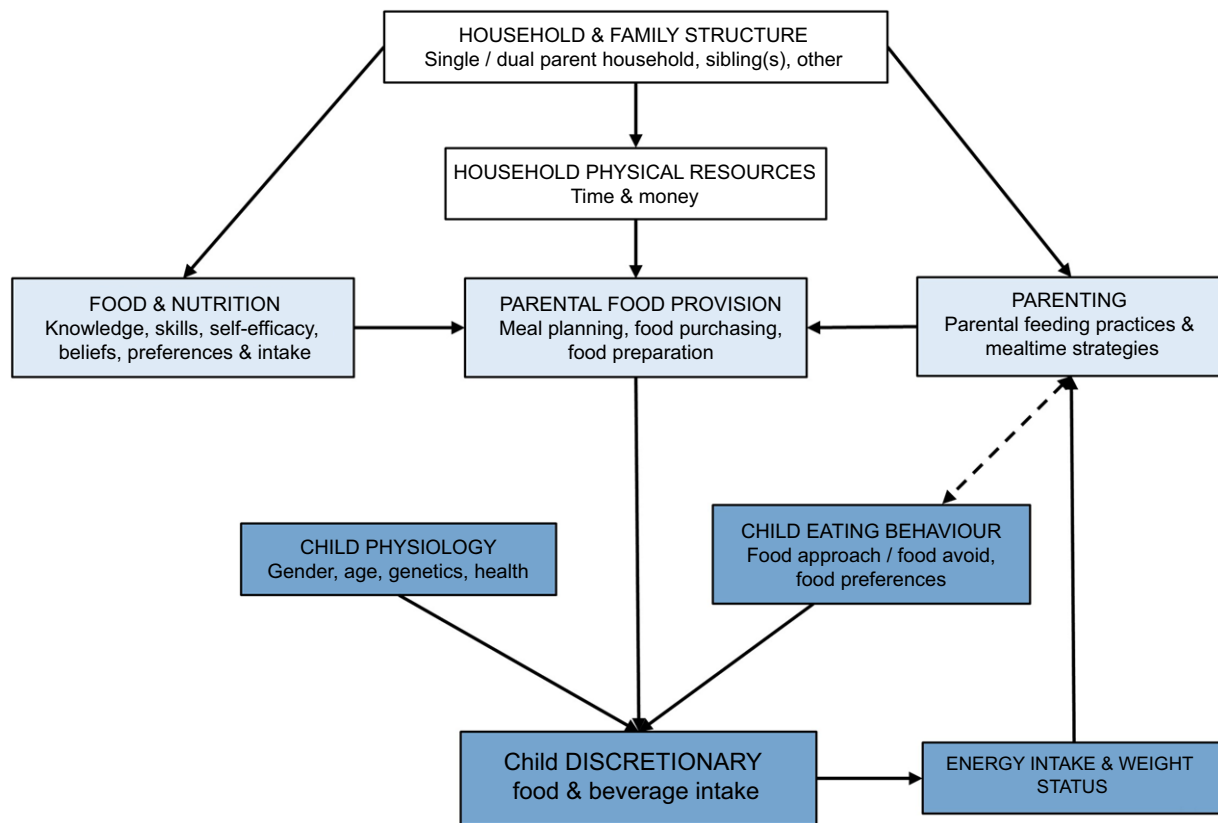 HOUSEHOLD & FAMILY STRUCTURE
Single / dual parent household, sibling(s), other
HOUSEHOLD PHYSICAL RESOURCES
Time & money
FOOD & NUTRITION
Knowledge, skills, self-efficacy,
beliefs, preferences & intake
PARENTAL FOOD PROVISION
Meal planning, food purchasing,
food preparation
PARENTING
Parental feeding practices &
mealtime strategies
CHILD PHYSIOLOGY
Gender, age, genetics, health
CHILD EATING BEHAVIOUR
Food approach / food avoid,
food preferences
Child DISCRETIONARY
food & beverage intake
ENERGY INTAKE & WEIGHT
STATUS